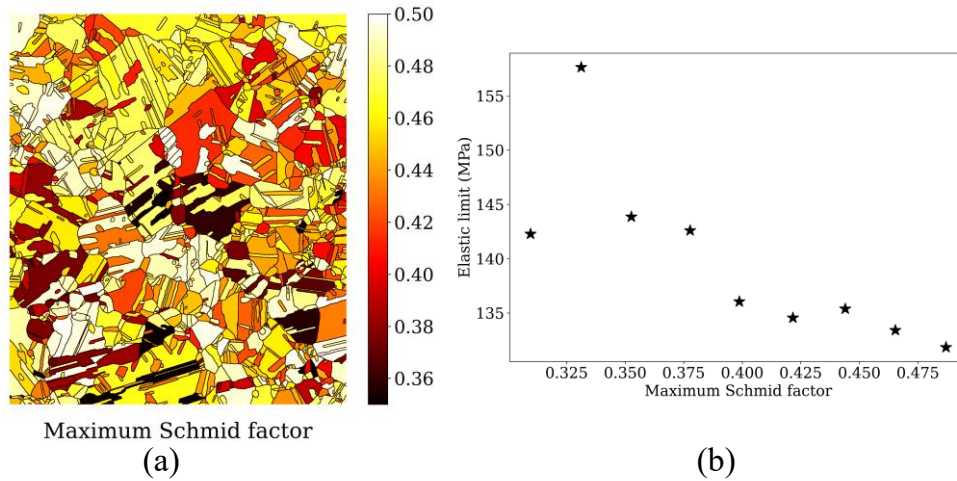 0.50
0.48
0.46
0.44
0.42
0.40
0.38
0.36
Maximum Schmid factor
(a)
155
150
145
140
135
Elastic limit (MPa)
0.325 0.350 0.375 0.400 0.425 0.450 0.475
Maximum Schmid factor
(b)